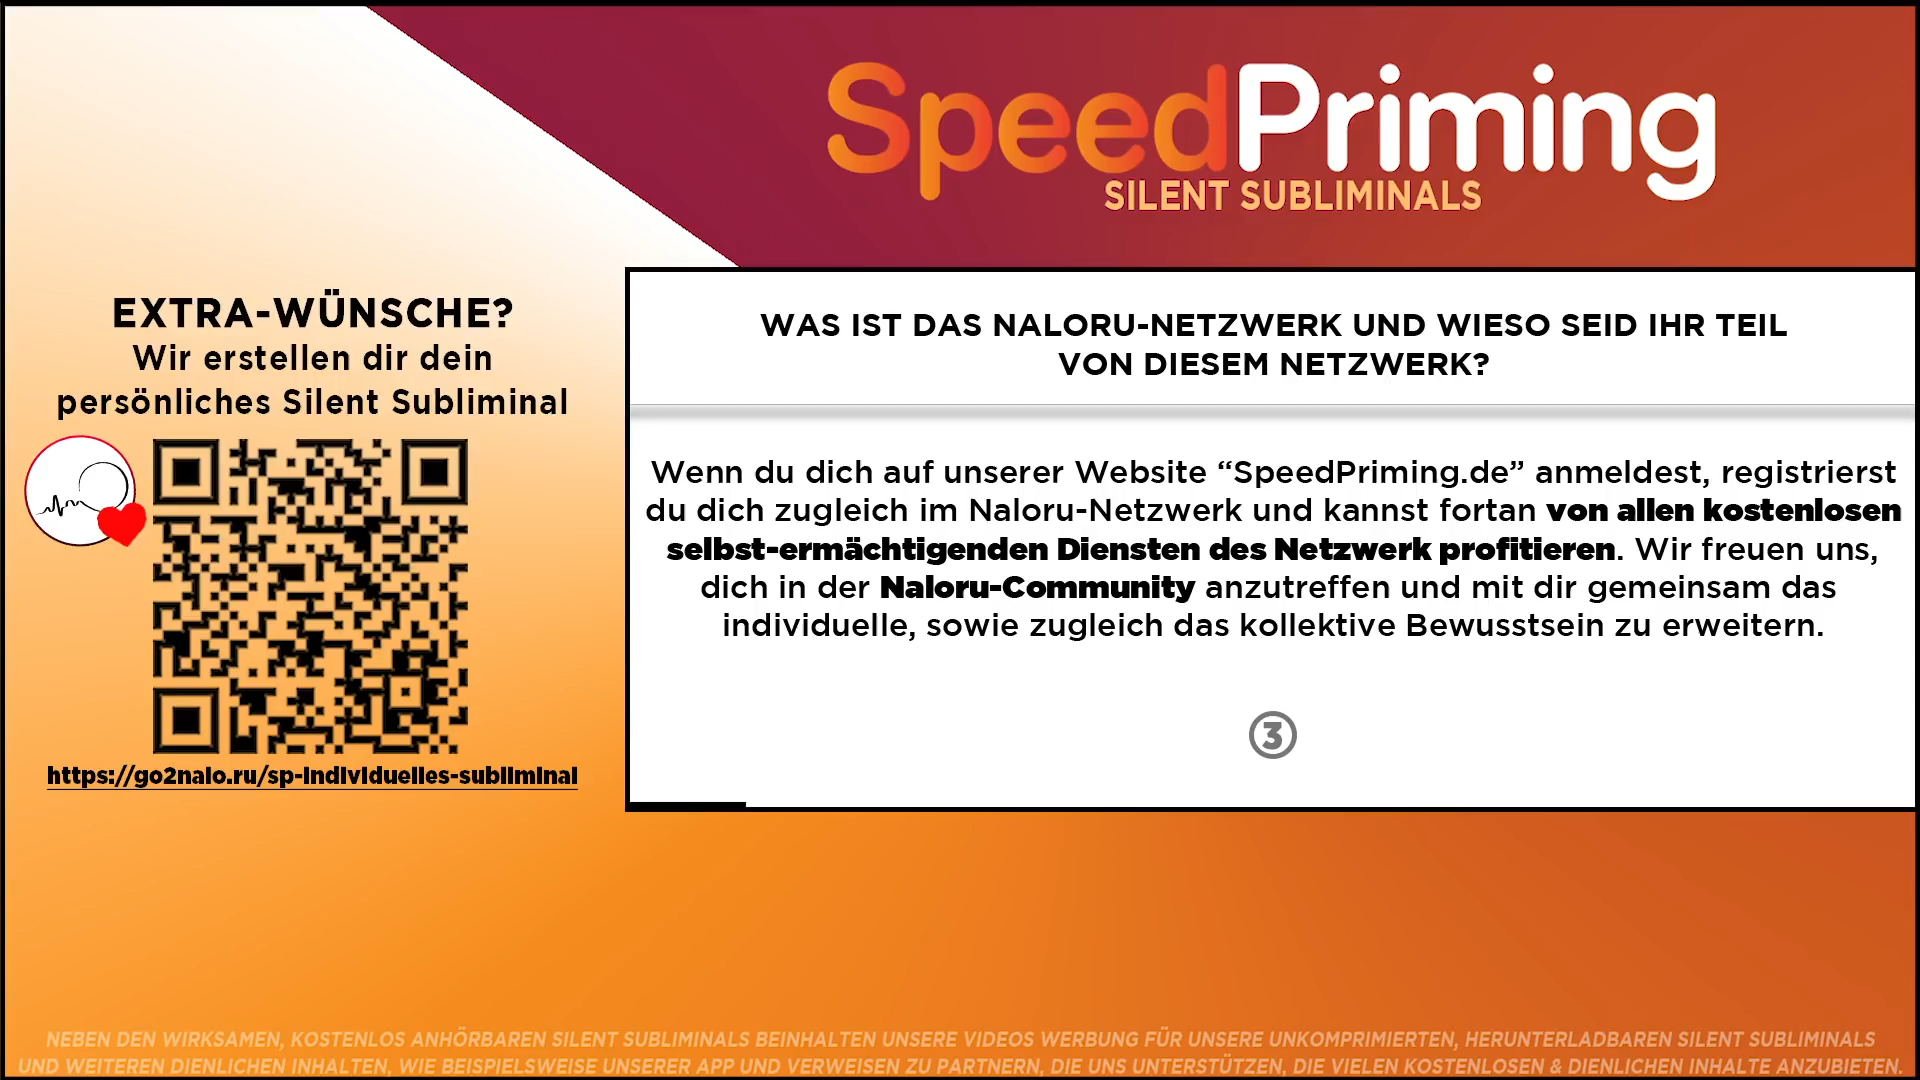 SpeedPriming
SILENT SUBLIMINALS
EXTRA-WÜNSCHE?
Wir erstellen dir dein
persönliches Silent Subliminal
https://go2nalo.ru/sp-individuelles-subliminal
WAS IST DAS NALORU-NETZWERK UND WIESO SEID IHR TEIL
VON DIESEM NETZWERK?
Wenn du dich auf unserer Website “SpeedPriming.de” anmeldest, registrierst
du dich zugleich im Naloru-Netzwerk und kannst fortan von allen kostenlosen
selbst-ermächtigenden Diensten des Netzwerk profitieren. Wir freuen uns,
dich in der Naloru-Community anzutreffen und mit dir gemeinsam das
individuelle, sowie zugleich das kollektive Bewusstsein zu erweitern.
3
NEBEN DEN WIRKSAMEN, KOSTENLOS ANHÖRBAREN SILENT SUBLIMINALS BEINHALTEN UNSERE VIDEOS WERBUNG FÜR UNSERE UNKOMPRIMIERTEN, HERUNTERLADBAREN SILENT SUBLIMINALS
UND WEITEREN DIENLICHEN INHALTEN, WIE BEISPIELSWEISE UNSERER APP UND VERWEISEN ZU PARTNERN, DIE UNS UNTERSTÜTZEN, DIE VIELEN KOSTENLOSEN & DIENLICHEN INHALTE ANZUBIETEN.